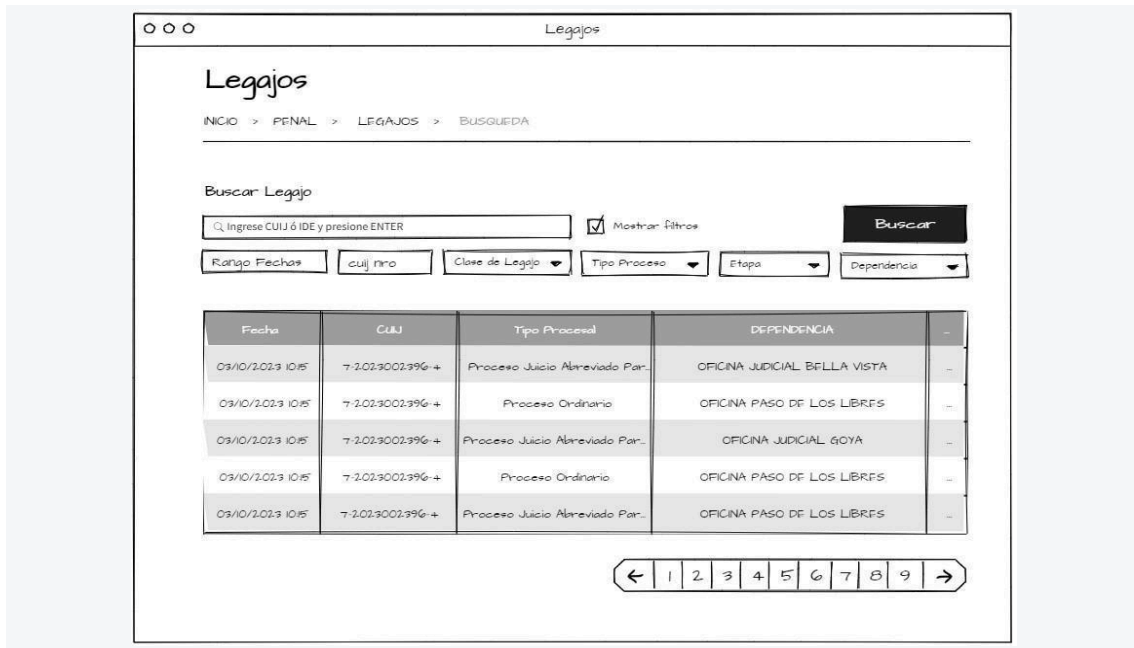 Legajos
Legajos
INICIO > PENAL > LEGAJOS > BUSQUEDA
Buscar Legajo
Ingrese CUIJ ó IDE y presione ENTER Mostrar filtros Buscar
Rango Fechas cuij nro Clase de Legajo Tipo Proceso Etapa Dependencia
Fecha CUIJ Tipo Procesal DEPENDENCIA ...
03/10/2023 10:15 7-2023002396-4 Proceso Juicio Abreviado Par... OFICINA JUDICIAL BELLA VISTA ...
03/10/2023 10:15 7-2023002396-4 Proceso Ordinario OFICINA PASO DE LOS LIBRES ...
03/10/2023 10:15 7-2023002396-4 Proceso Juicio Abreviado Par... OFICINA JUDICIAL GOYA ...
03/10/2023 10:15 7-2023002396-4 Proceso Ordinario OFICINA PASO DE LOS LIBRES ...
03/10/2023 10:15 7-2023002396-4 Proceso Juicio Abreviado Par... OFICINA PASO DE LOS LIBRES ...
← 1 2 3 4 5 6 7 8 9 →